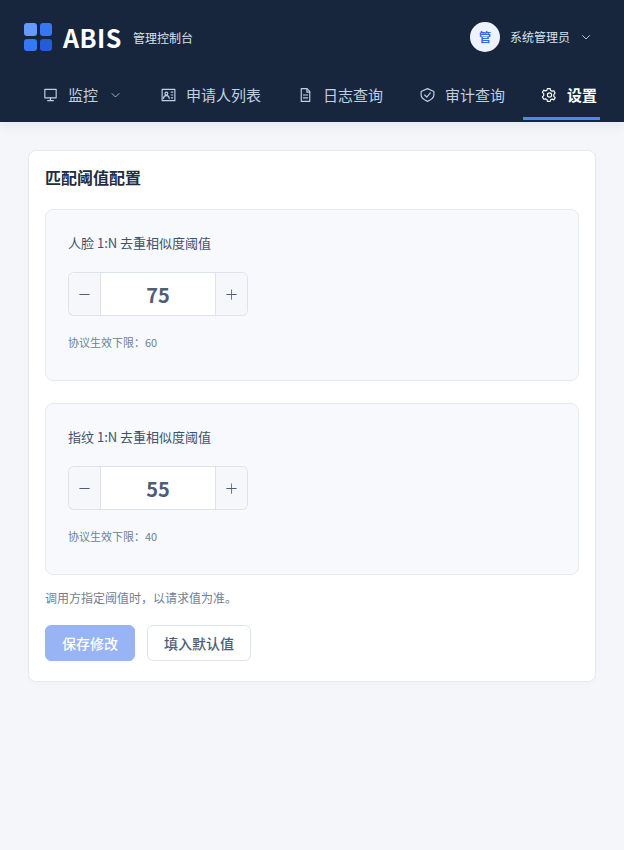 ABIS 管理控制台
管 系统管理员
监控 申请人列表 日志查询 审计查询 设置
匹配阈值配置
人脸 1:N 去重相似度阈值
− 75 +
协议生效下限：60
指纹 1:N 去重相似度阈值
− 55 +
协议生效下限：40
调用方指定阈值时，以请求值为准。
保存修改 填入默认值